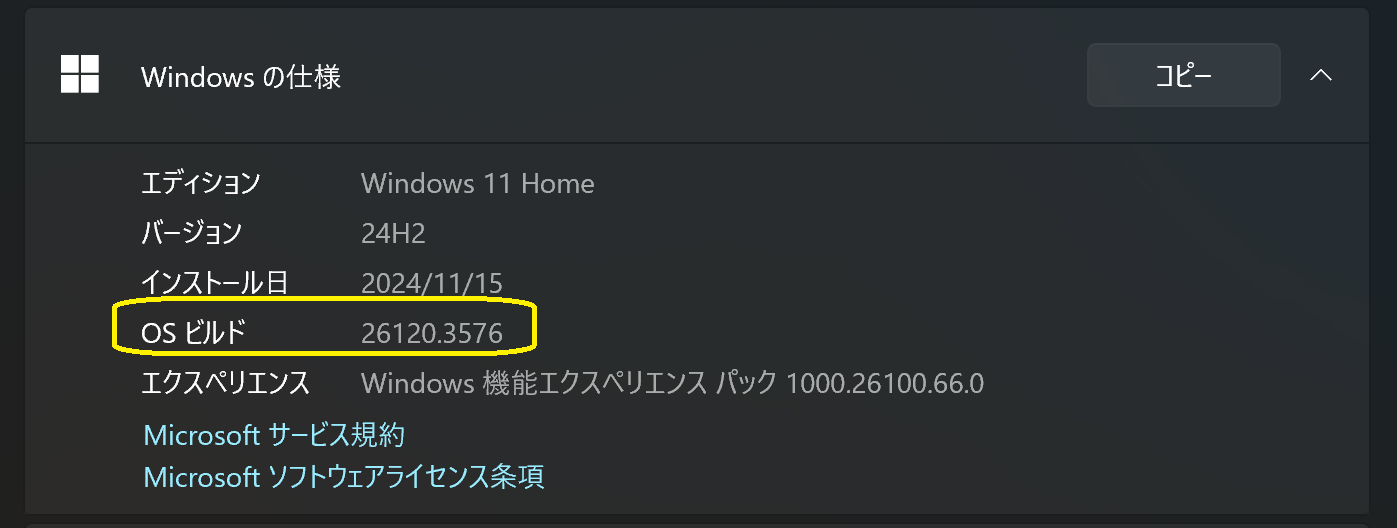 Windows の仕様
コピー
エディション Windows 11 Home
バージョン 24H2
インストール日 2024/11/15
OS ビルド 26120.3576
エクスペリエンス Windows 機能エクスペリエンス パック 1000.26100.66.0
Microsoft サービス規約
Microsoft ソフトウェアライセンス条項